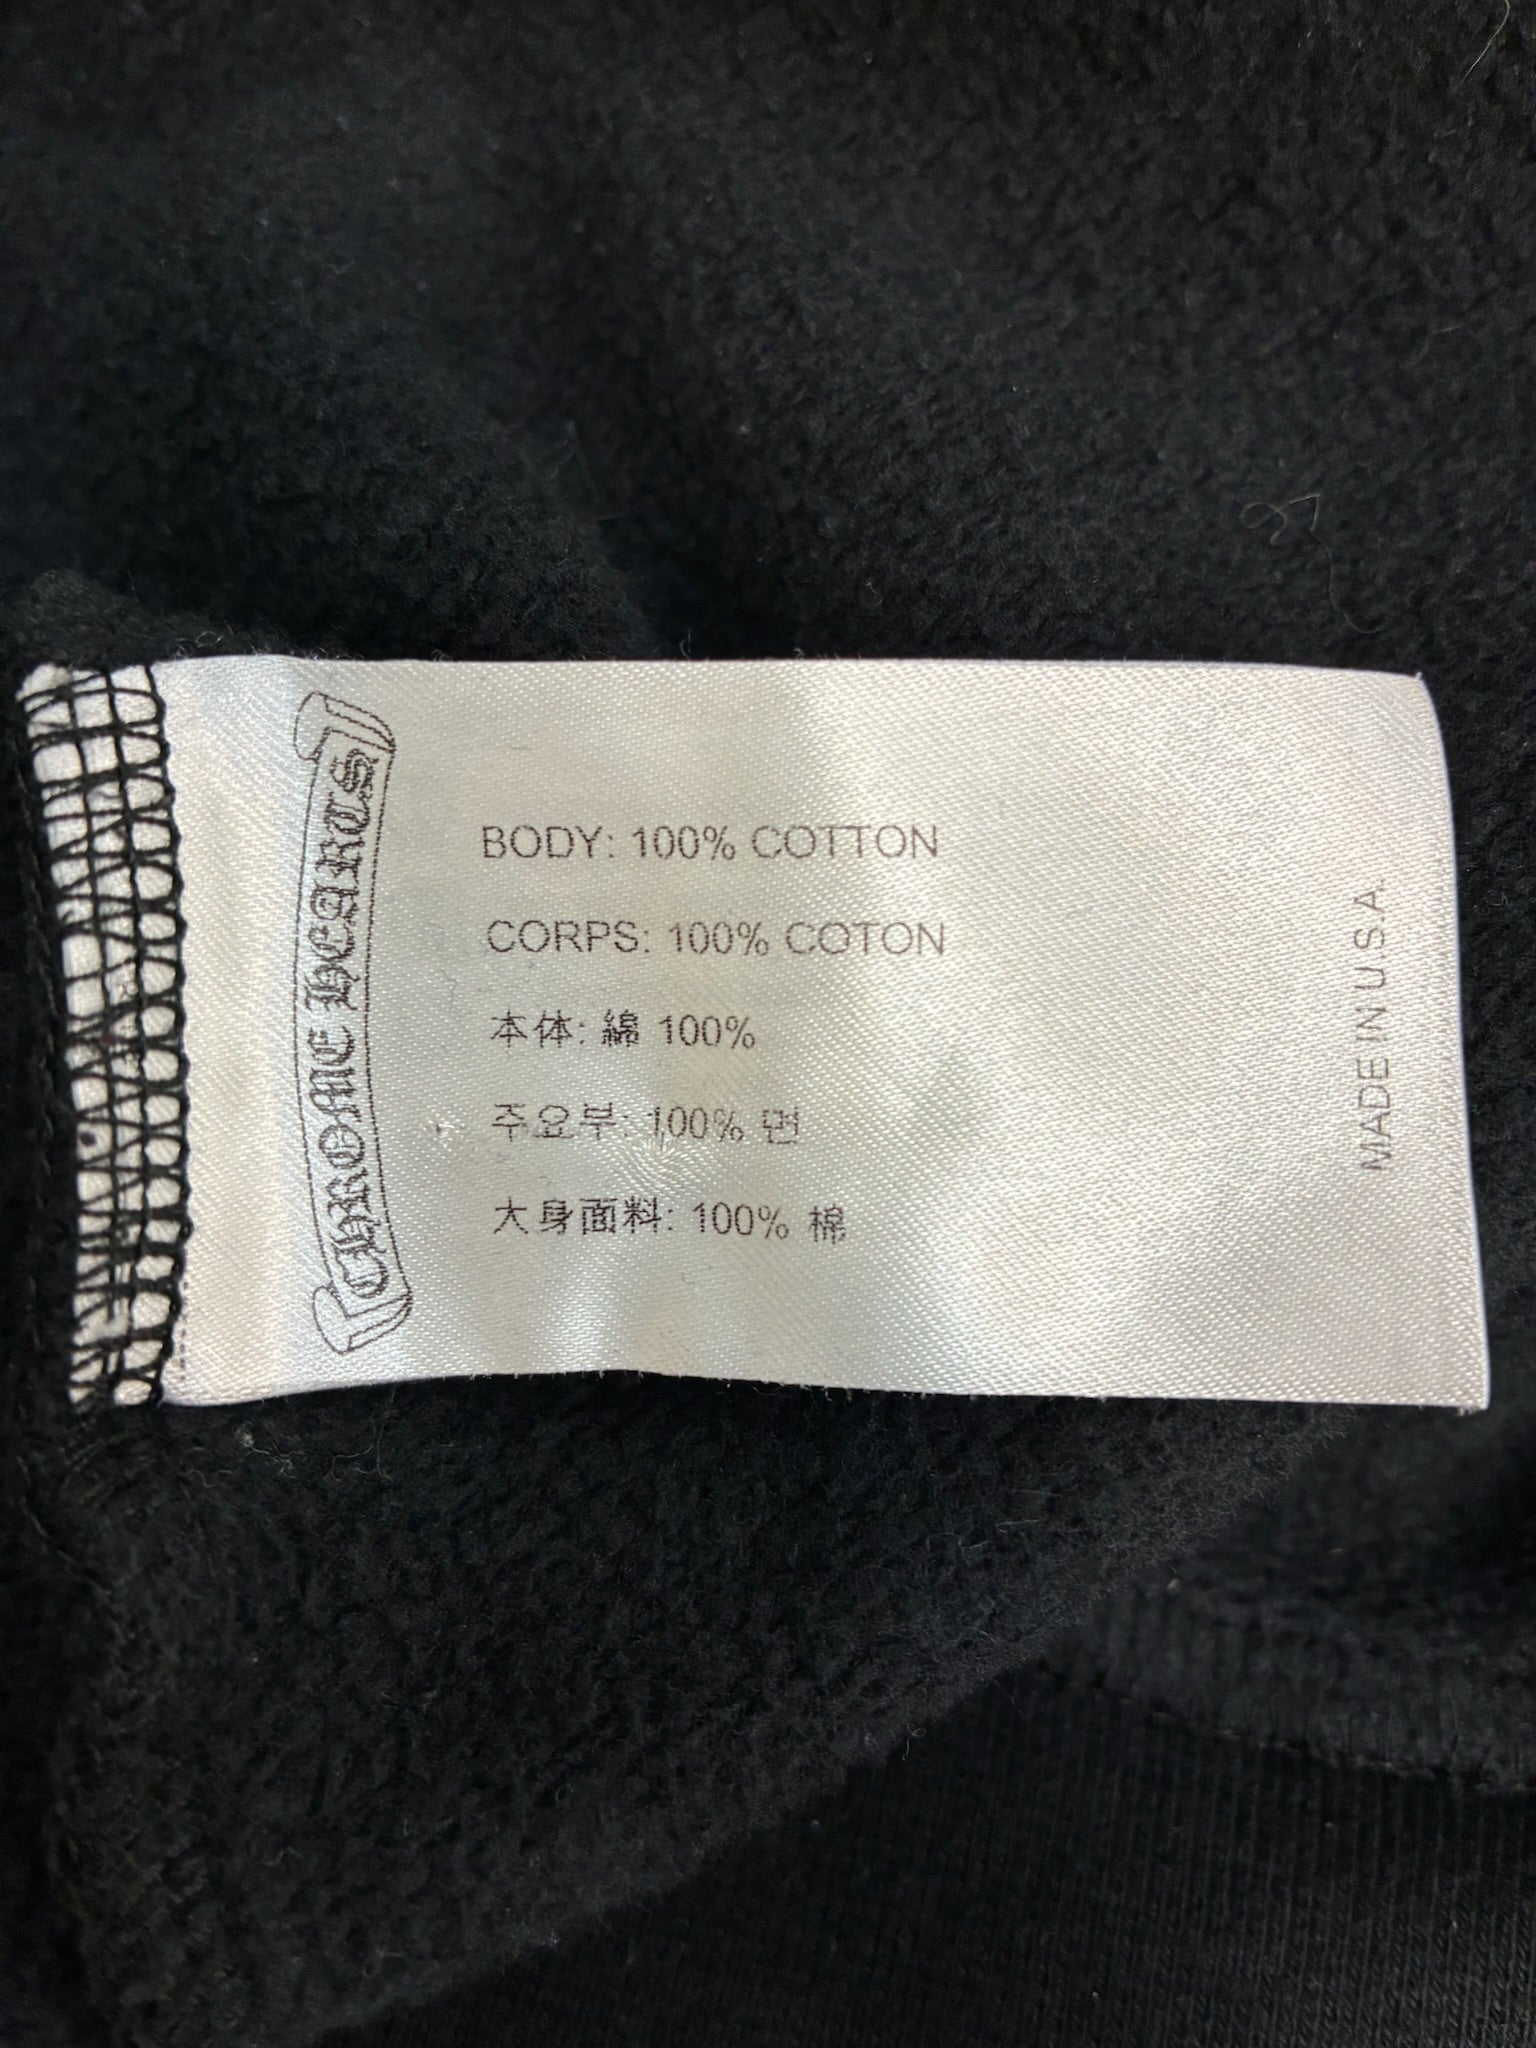 CHROME HEARTS
BODY: 100% COTTON
CORPS: 100% COTON
本体: 綿 100%
주요부: 100% 면
大身面料: 100% 棉
MADE IN U.S.A.